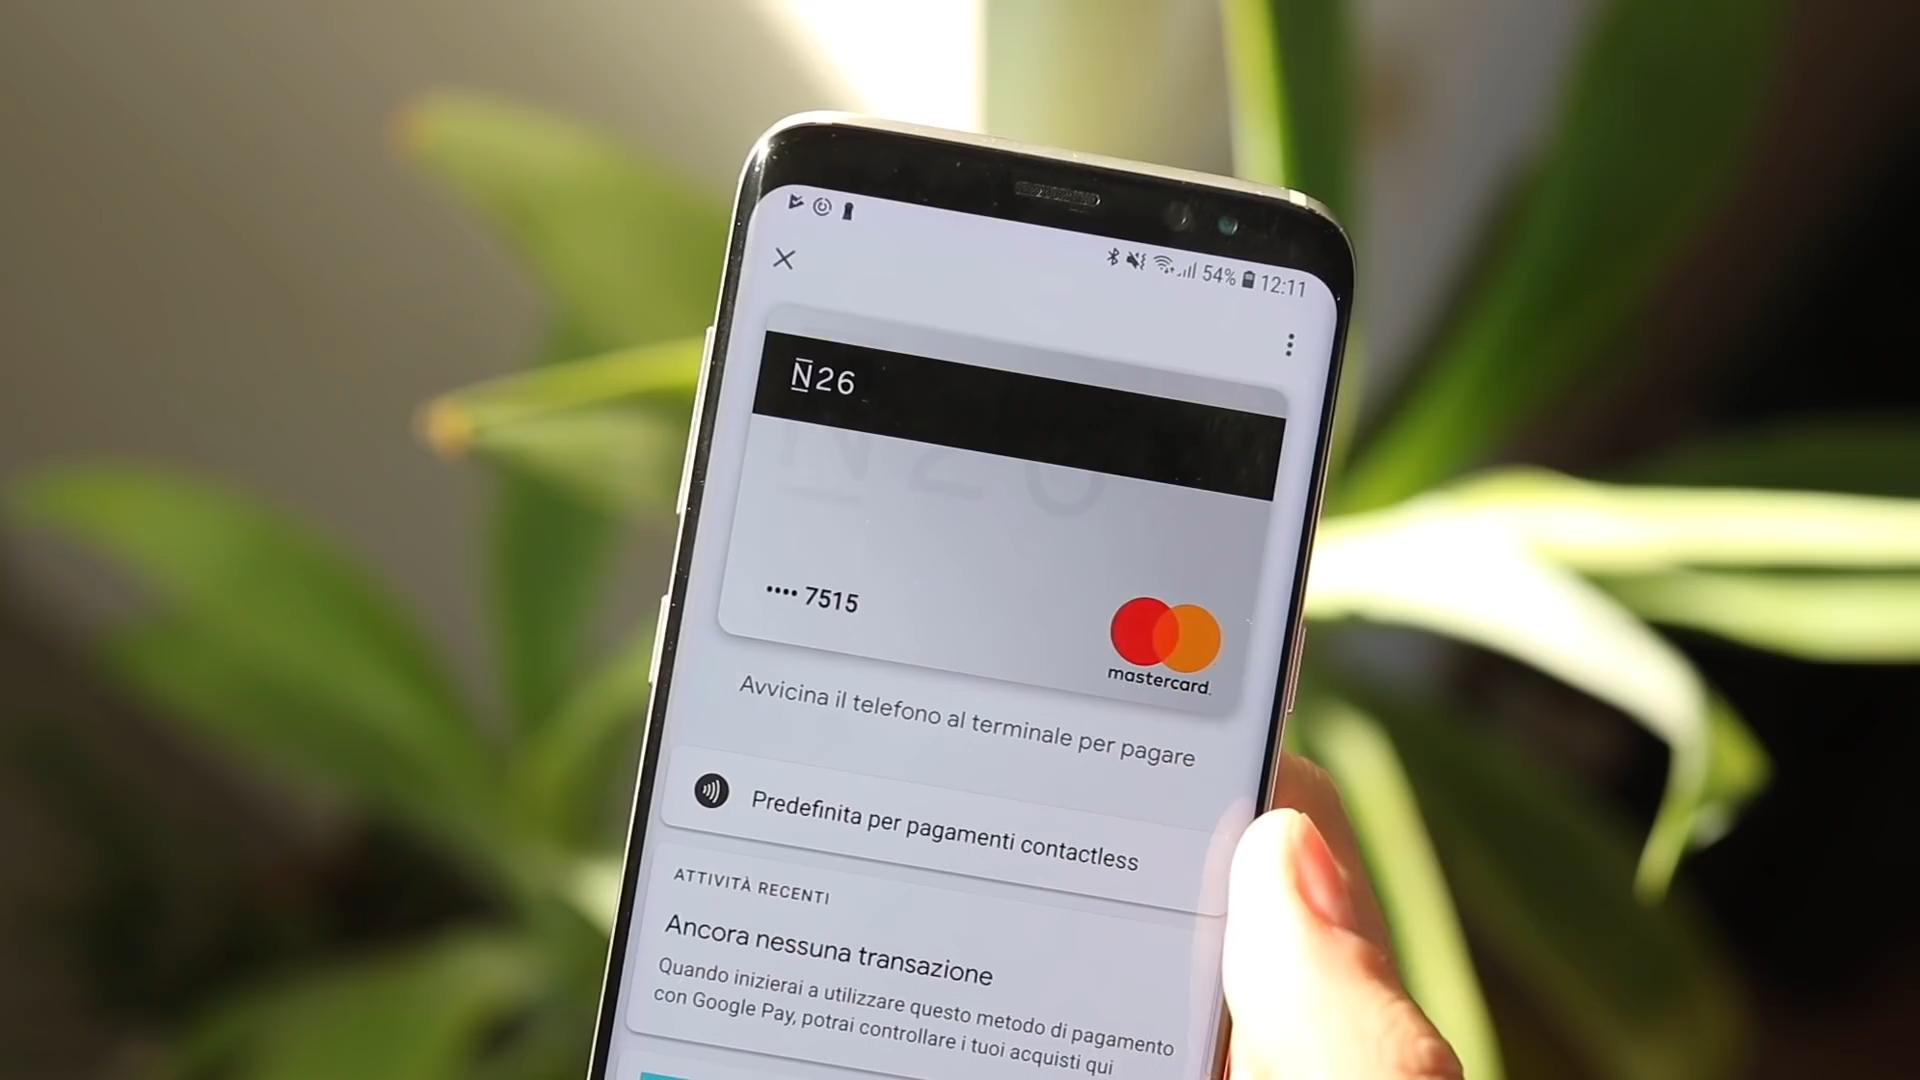 54% 12:11
N26
N26
•••• 7515
mastercard.
Avvicina il telefono al terminale per pagare
Predefinita per pagamenti contactless
ATTIVITÀ RECENTI
Ancora nessuna transazione
Quando inizierai a utilizzare questo metodo di pagamento
con Google Pay, potrai controllare i tuoi acquisti qui